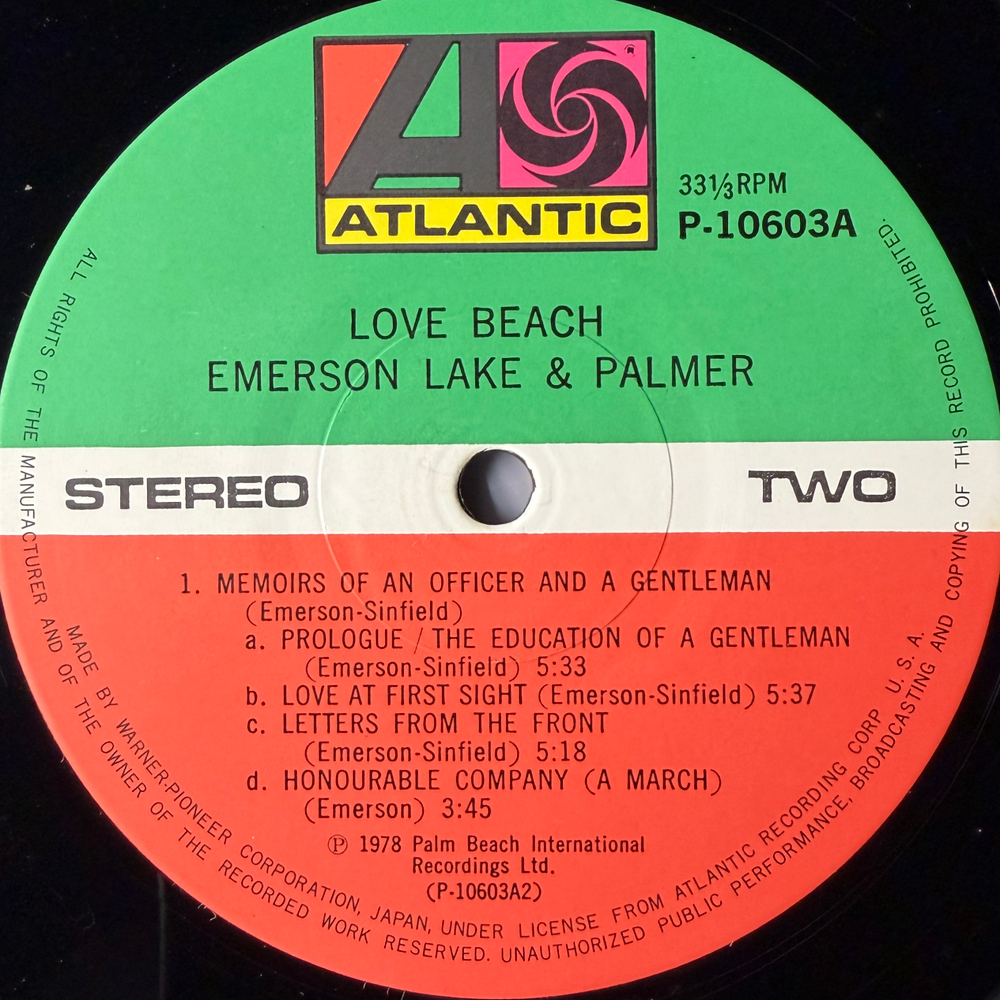 ATLANTIC
33⅓RPM
P-10603A
LOVE BEACH
EMERSON LAKE & PALMER
STEREO
TWO
1. MEMOIRS OF AN OFFICER AND A GENTLEMAN
(Emerson-Sinfield)
a. PROLOGUE / THE EDUCATION OF A GENTLEMAN
(Emerson-Sinfield) 5:33
b. LOVE AT FIRST SIGHT (Emerson-Sinfield) 5:37
c. LETTERS FROM THE FRONT
(Emerson-Sinfield) 5:18
d. HONOURABLE COMPANY (A MARCH)
(Emerson) 3:45
Ⓟ 1978 Palm Beach International
Recordings Ltd.
(P-10603A2)
MADE BY WARNER-PIONEER CORPORATION, JAPAN, UNDER LICENSE FROM ATLANTIC RECORDING CORP U. S. A.
ALL RIGHTS OF THE MANUFACTURER AND OF THE OWNER OF THE RECORDED WORK RESERVED. UNAUTHORIZED PUBLIC PERFORMANCE, BROADCASTING AND COPYING OF THIS RECORD PROHIBITED.